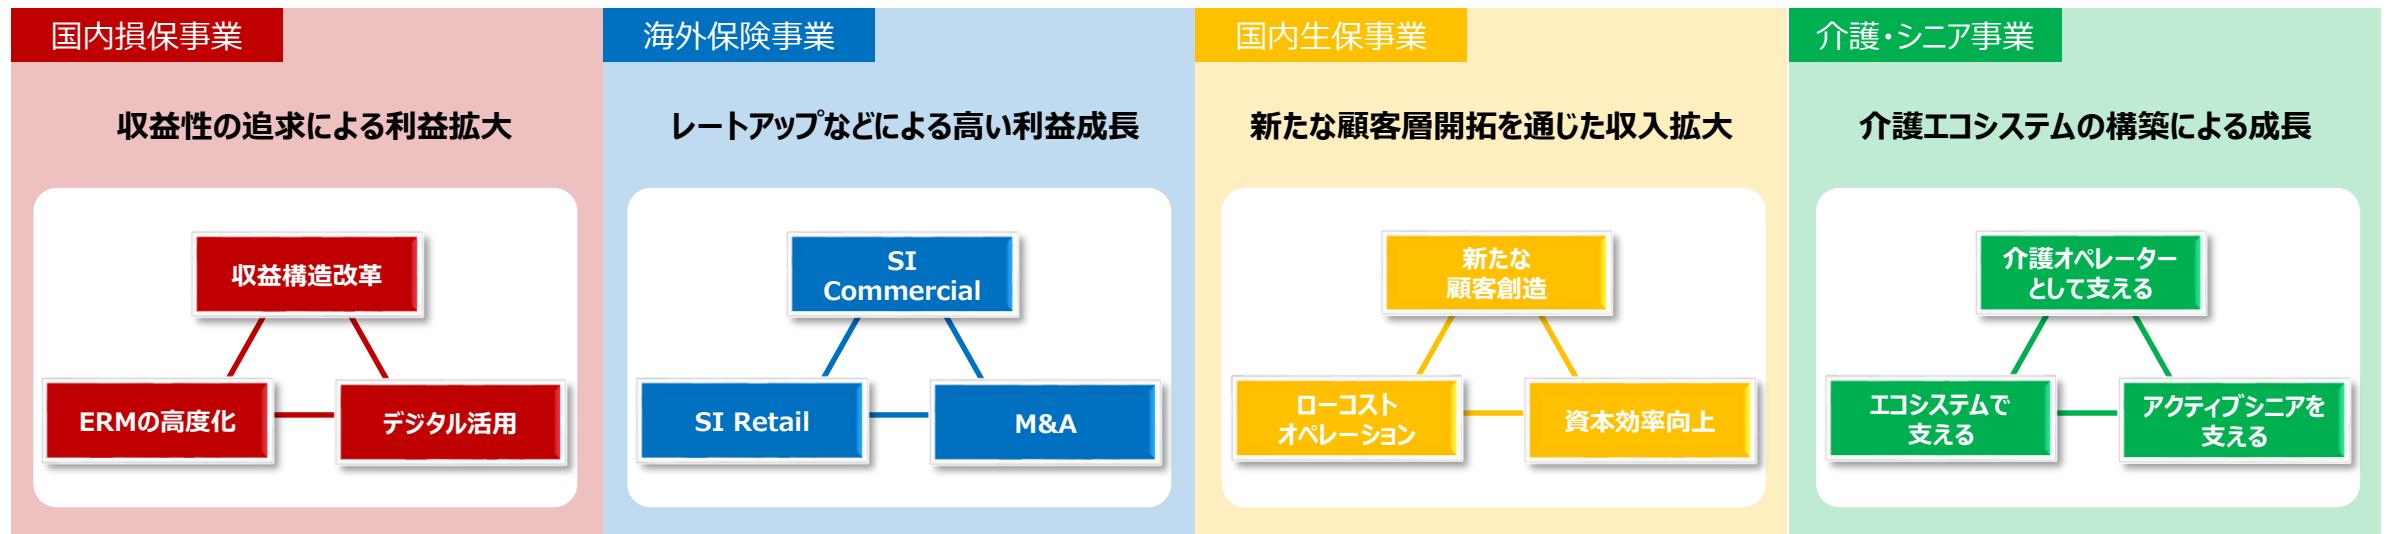 国内損保事業
収益性の追求による利益拡大
収益構造改革
ERMの高度化
デジタル活用
海外保険事業
レートアップなどによる高い利益成長
SI
Commercial
SI Retail
M&A
国内生保事業
新たな顧客層開拓を通じた収入拡大
新たな
顧客創造
ローコスト
オペレーション
資本効率向上
介護・シニア事業
介護エコシステムの構築による成長
介護オペレーター
として支える
エコシステムで
支える
アクティブシニアを
支える